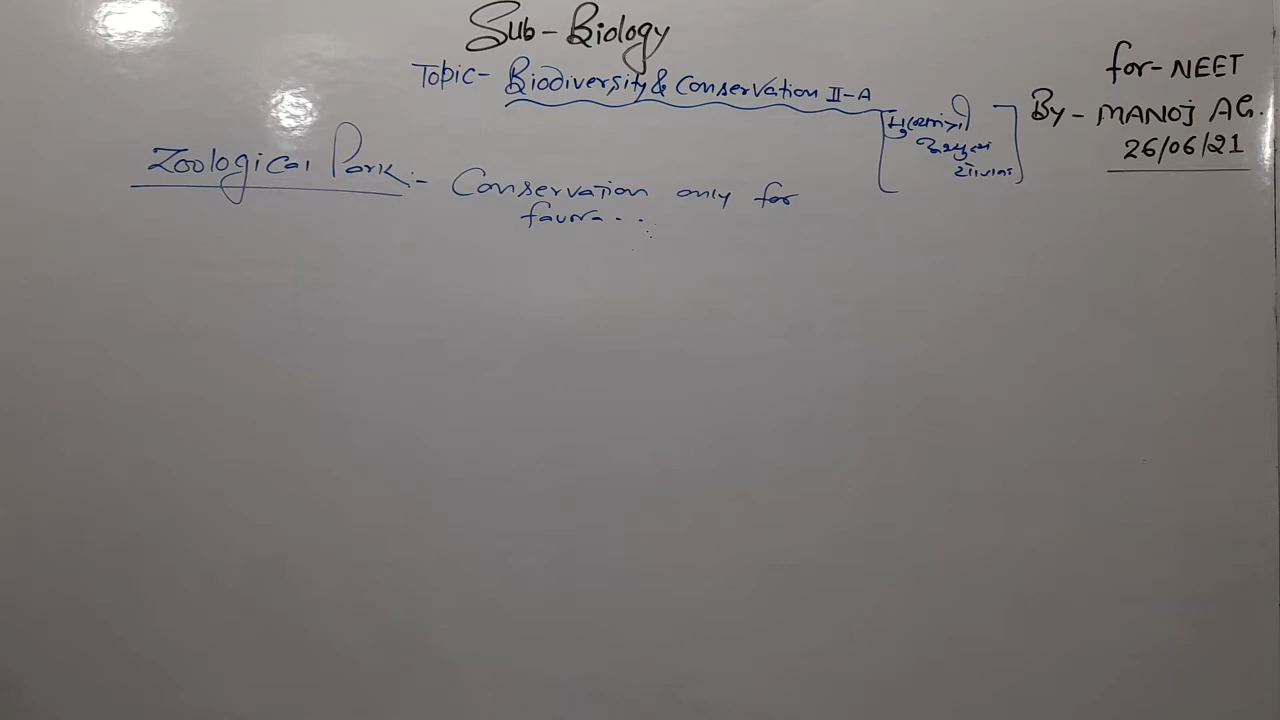 Sub-Biology
Topic- Biodiversity & Conservation II-A
for-NEET
By - MANOJ AG.
26/06/21
Zoological Park :- Conservation only for
fauna...